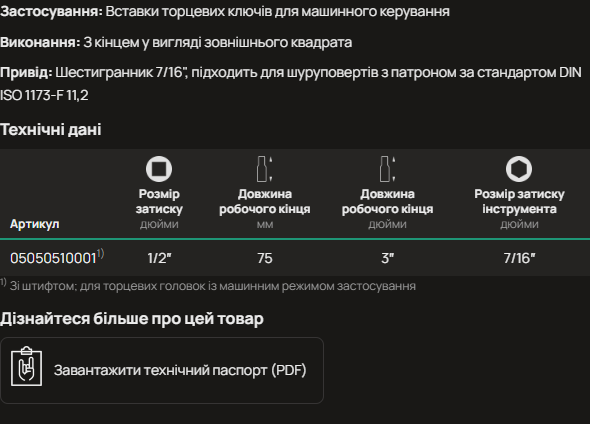 Застосування: Вставки торцевих ключів для машинного керування
Виконання: З кінцем у вигляді зовнішнього квадрата
Привід: Шестигранник 7/16", підходить для шуруповертів з патроном за стандартом DIN
ISO 1173-F 11,2
Технічні дані
Артикул
Розмір
затиску
дюйми
Довжина
робочого кінця
мм
Довжина
робочого кінця
дюйми
Розмір затиску
інструмента
дюйми
05050510001¹⁾ 1/2″ 75 3″ 7/16″
¹⁾ Зі штифтом; для торцевих головок із машинним режимом застосування
Дізнайтеся більше про цей товар
Завантажити технічний паспорт (PDF)